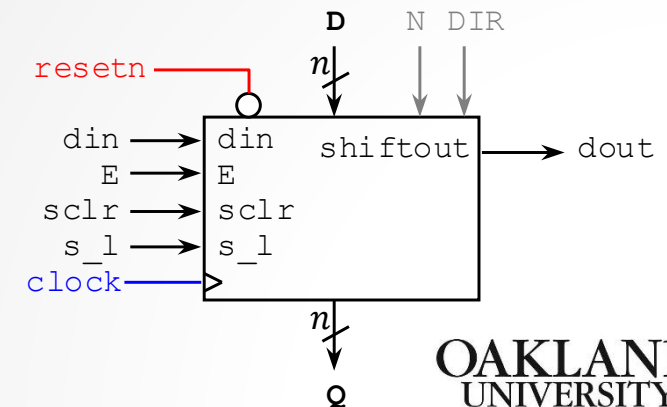 D N DIR
resetn
n
din din shiftout dout
E E
sclr sclr
s_l s_l
clock
n
Q
OAKLAN
UNIVERSITY